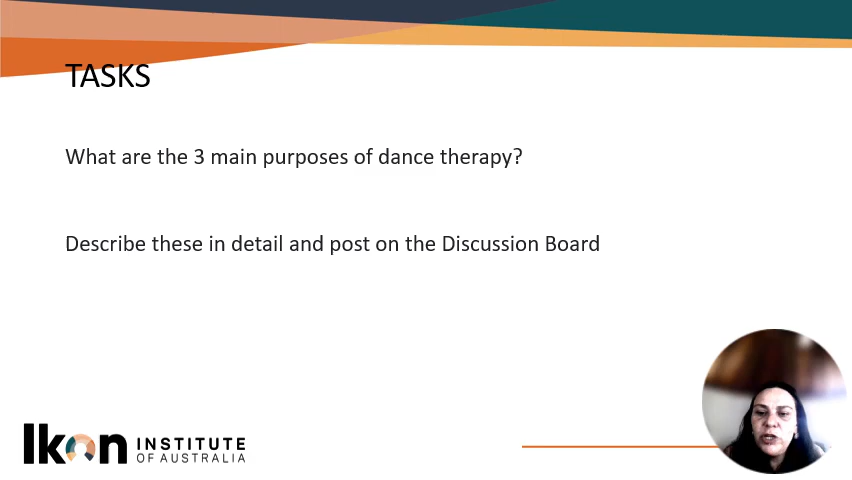 TASKS
What are the 3 main purposes of dance therapy?
Describe these in detail and post on the Discussion Board
Ikon INSTITUTE
OF AUSTRALIA